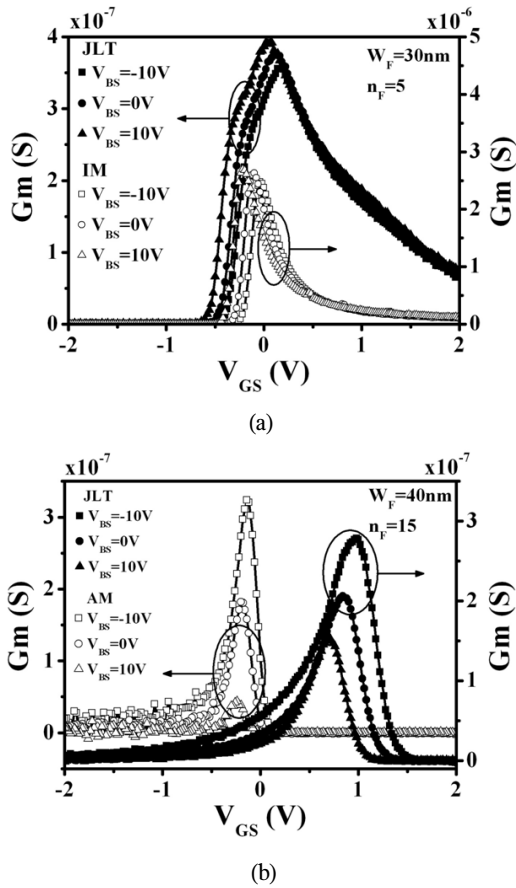 x10⁻⁷
x10⁻⁶
JLT
V_BS=-10V
V_BS=0V
V_BS=10V
IM
V_BS=-10V
V_BS=0V
V_BS=10V
W_F=30nm
n_F=5
4
3
2
1
0
5
4
3
2
1
0
Gm (S)
Gm (S)
-2 -1 0 1 2
V_GS (V)
(a)
x10⁻⁷
x10⁻⁷
JLT
V_BS=-10V
V_BS=0V
V_BS=10V
AM
V_BS=-10V
V_BS=0V
V_BS=10V
W_F=40nm
n_F=15
3
2
1
0
3
2
1
0
Gm (S)
Gm (S)
-2 -1 0 1 2
V_GS (V)
(b)